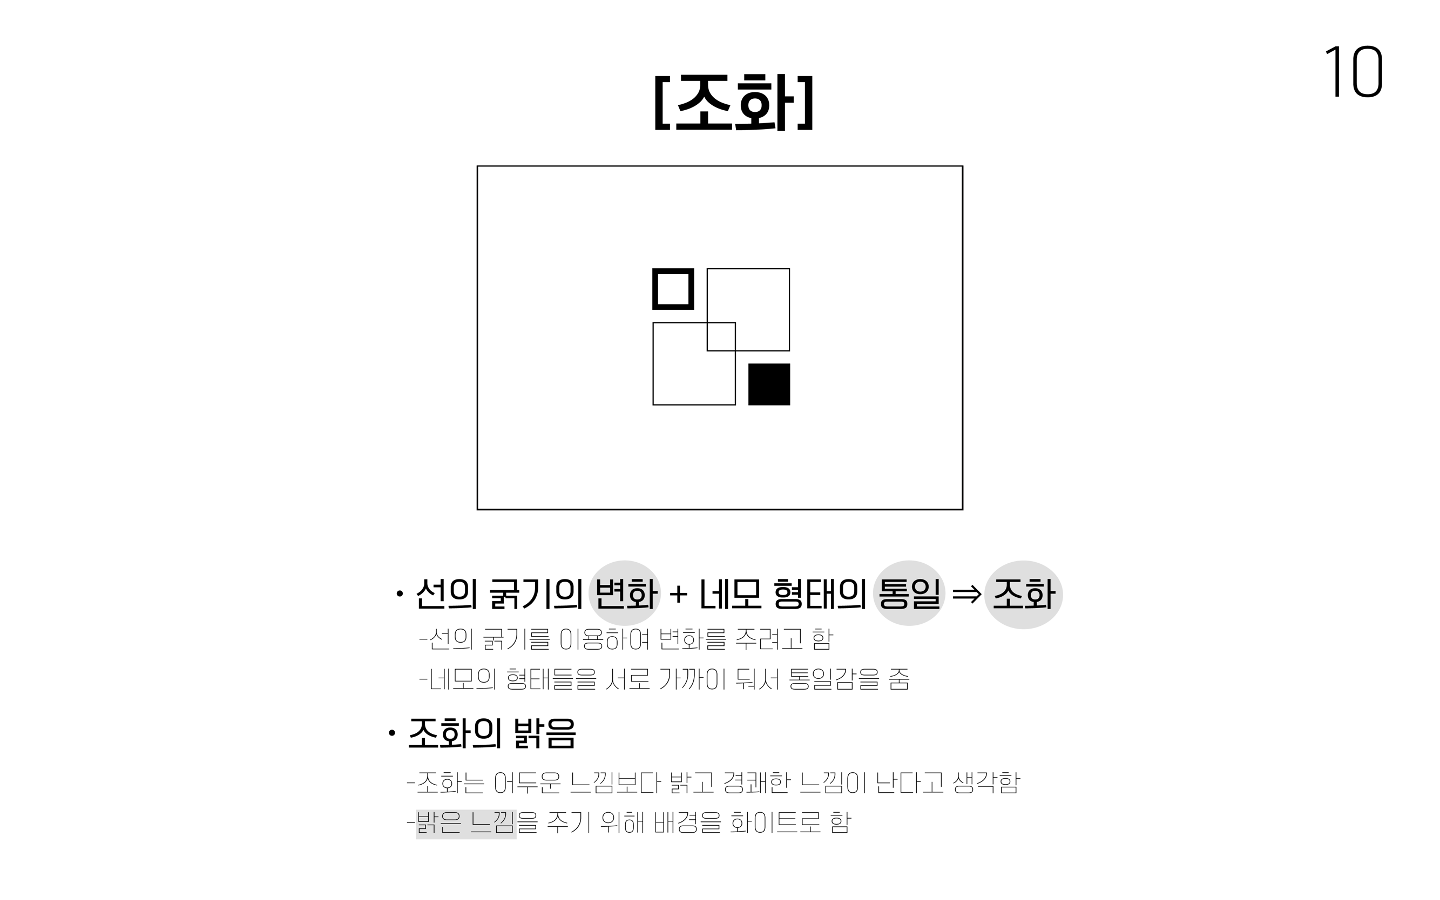 10
[조화]
・선의 굵기의 변화 + 네모 형태의 통일 ⇒ 조화
-선의 굵기를 이용하여 변화를 주려고 함
-네모의 형태들을 서로 가까이 둬서 통일감을 줌
・조화의 밝음
-조화는 어두운 느낌보다 밝고 경쾌한 느낌이 난다고 생각함
-밝은 느낌을 주기 위해 배경을 화이트로 함